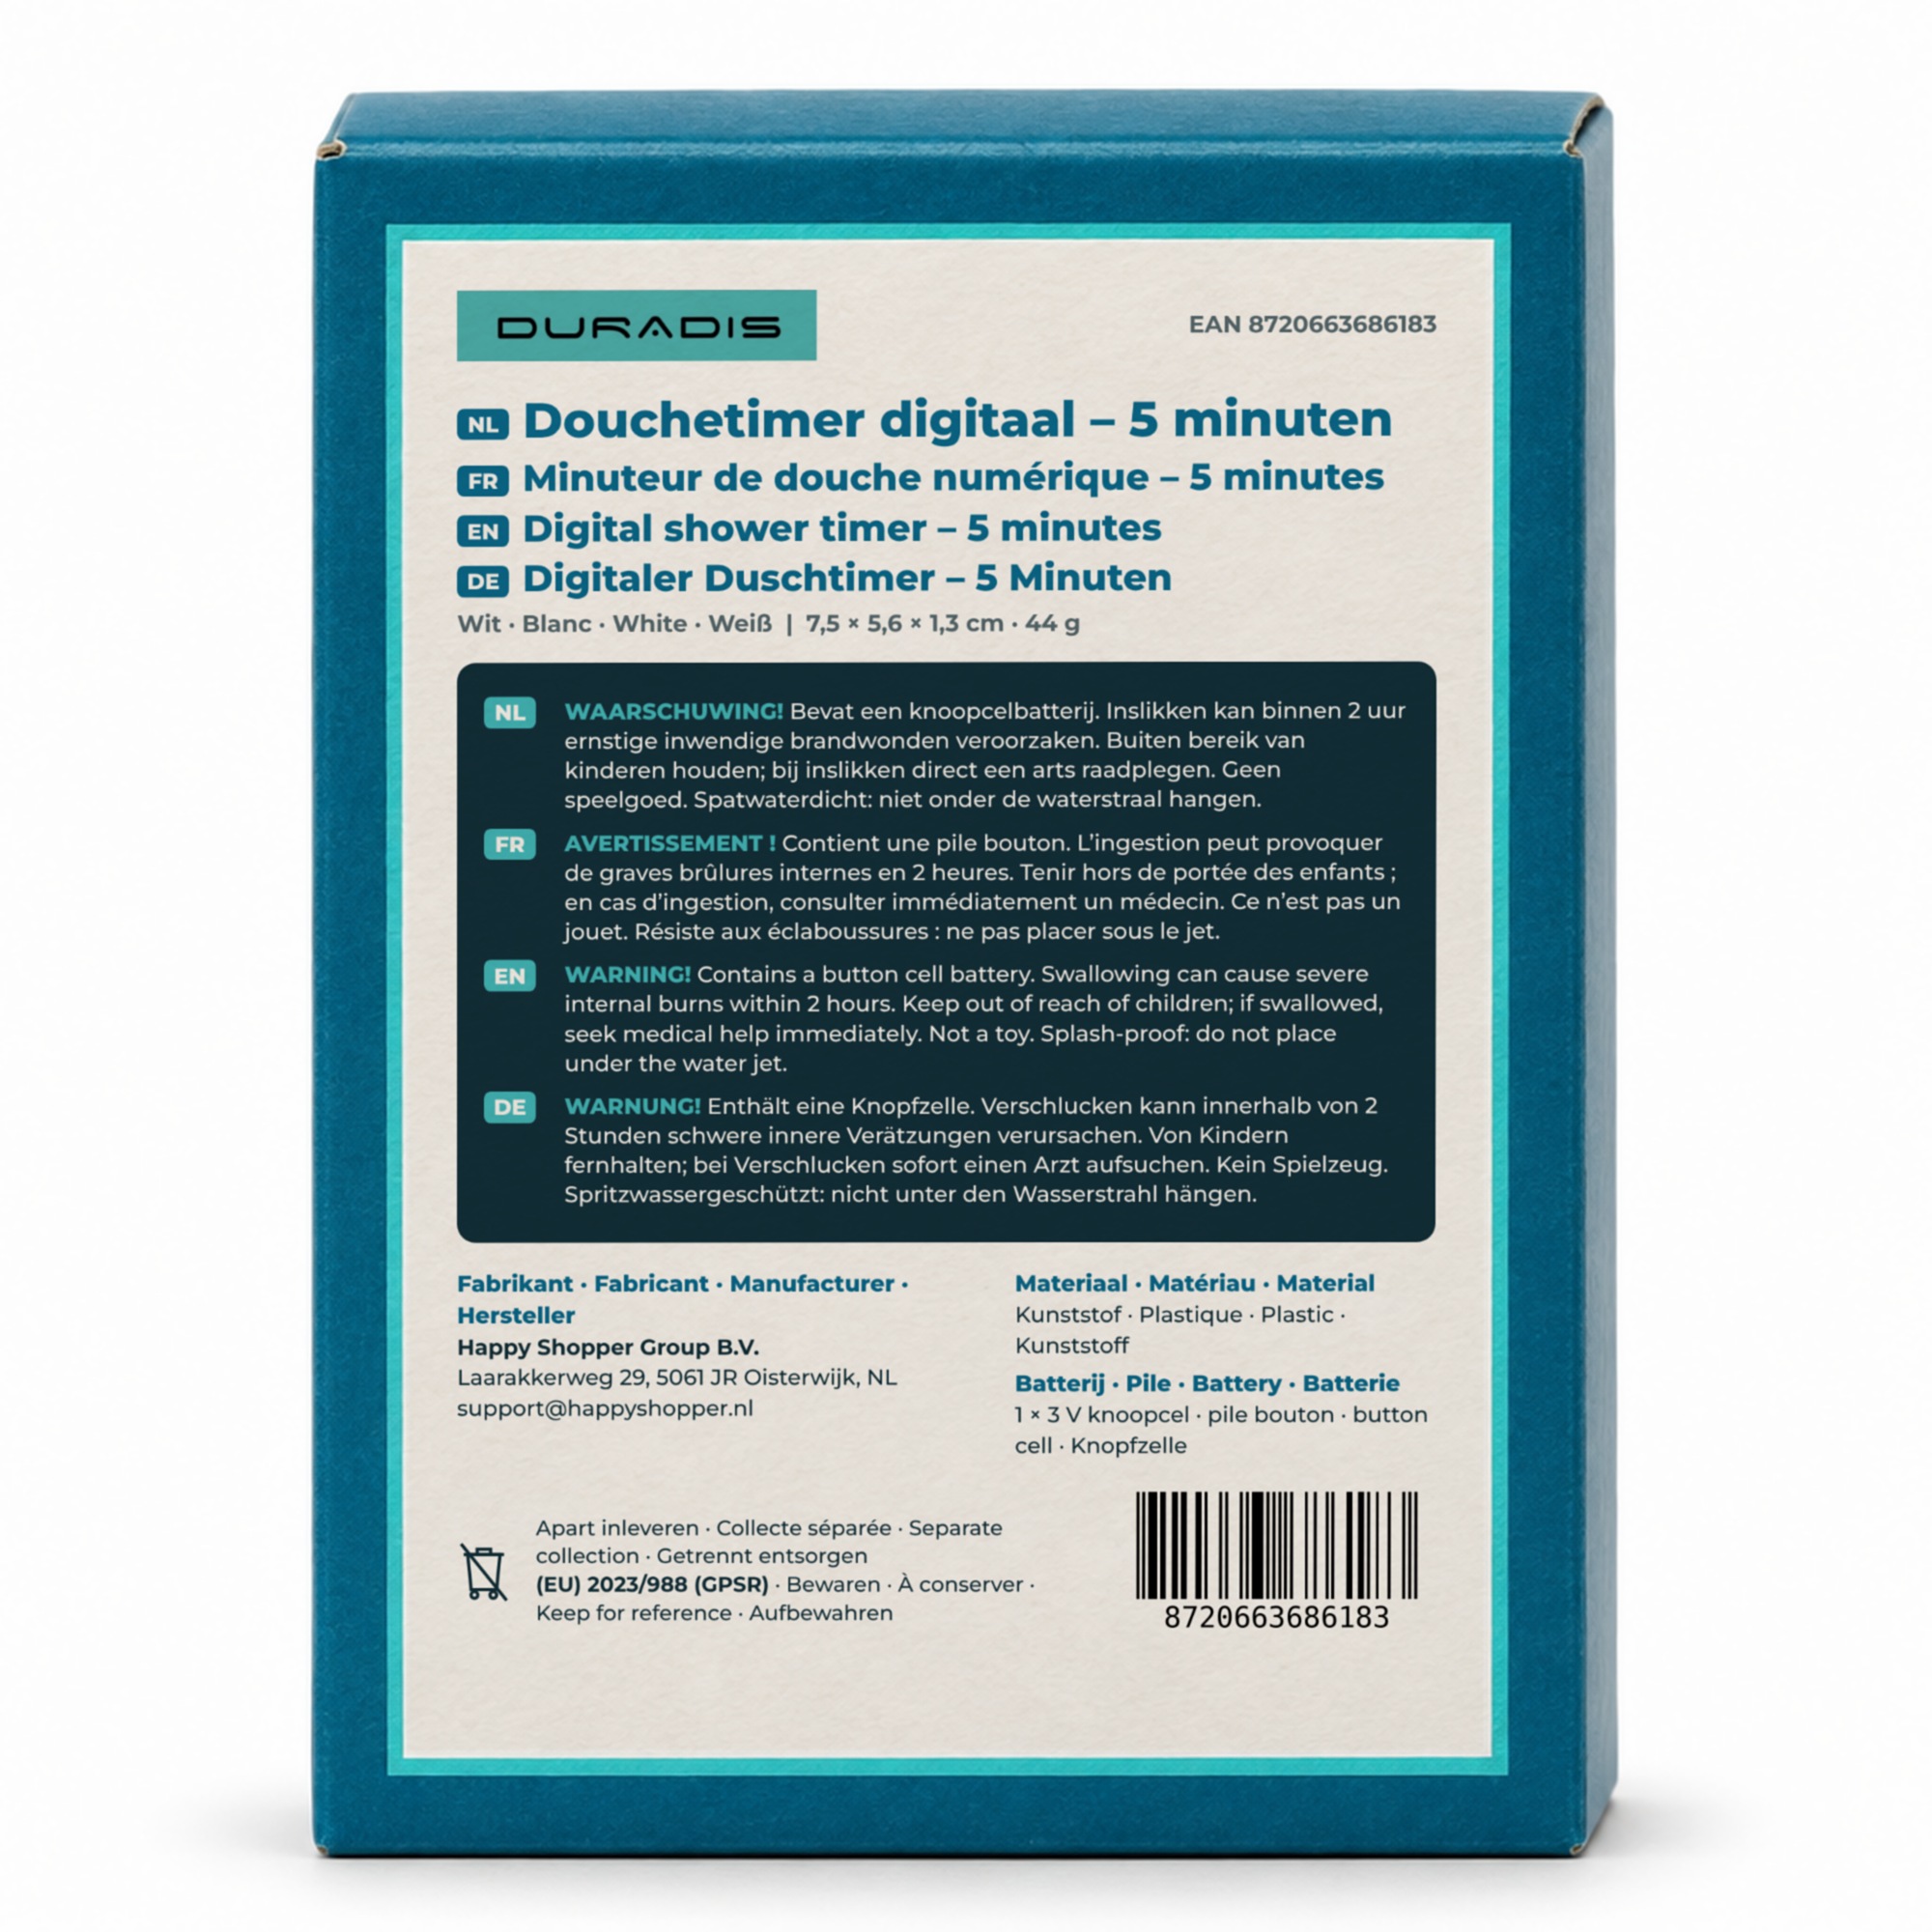 DURADIS
EAN 8720663686183
NL Douchetimer digitaal – 5 minuten
FR Minuteur de douche numérique – 5 minutes
EN Digital shower timer – 5 minutes
DE Digitaler Duschtimer – 5 Minuten
Wit · Blanc · White · Weiß | 7,5 × 5,6 × 1,3 cm · 44 g
NL WAARSCHUWING! Bevat een knoopcelbatterij. Inslikken kan binnen 2 uur
ernstige inwendige brandwonden veroorzaken. Buiten bereik van
kinderen houden; bij inslikken direct een arts raadplegen. Geen
speelgoed. Spatwaterdicht: niet onder de waterstraal hangen.
FR AVERTISSEMENT ! Contient une pile bouton. L’ingestion peut provoquer
de graves brûlures internes en 2 heures. Tenir hors de portée des enfants ;
en cas d’ingestion, consulter immédiatement un médecin. Ce n’est pas un
jouet. Résiste aux éclaboussures : ne pas placer sous le jet.
EN WARNING! Contains a button cell battery. Swallowing can cause severe
internal burns within 2 hours. Keep out of reach of children; if swallowed,
seek medical help immediately. Not a toy. Splash-proof: do not place
under the water jet.
DE WARNUNG! Enthält eine Knopfzelle. Verschlucken kann innerhalb von 2
Stunden schwere innere Verätzungen verursachen. Von Kindern
fernhalten; bei Verschlucken sofort einen Arzt aufsuchen. Kein Spielzeug.
Spritzwassergeschützt: nicht unter den Wasserstrahl hängen.
Fabrikant · Fabricant · Manufacturer ·
Hersteller
Happy Shopper Group B.V.
Laarakkerweg 29, 5061 JR Oisterwijk, NL
support@happyshopper.nl
Materiaal · Matériau · Material
Kunststof · Plastique · Plastic ·
Kunststoff
Batterij · Pile · Battery · Batterie
1 × 3 V knoopcel · pile bouton · button
cell · Knopfzelle
Apart inleveren · Collecte séparée · Separate
collection · Getrennt entsorgen
(EU) 2023/988 (GPSR) · Bewaren · À conserver ·
Keep for reference · Aufbewahren
8720663686183